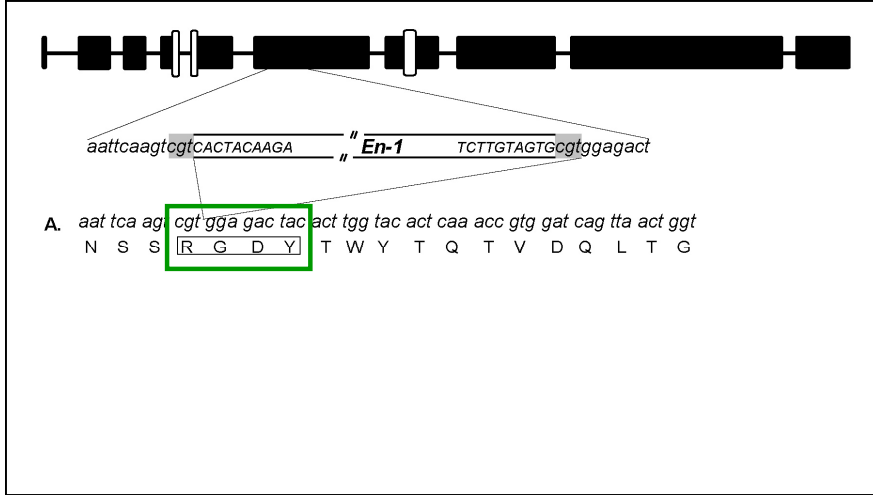 aattcaagtcgtCACTACAAGA // En-1 // TCTTGTAGTGcgtggagact
A. aat tca agt cgt gga gac tac act tgg tac act caa acc gtg gat cag tta act ggt
N S S R G D Y T W Y T Q T V D Q L T G